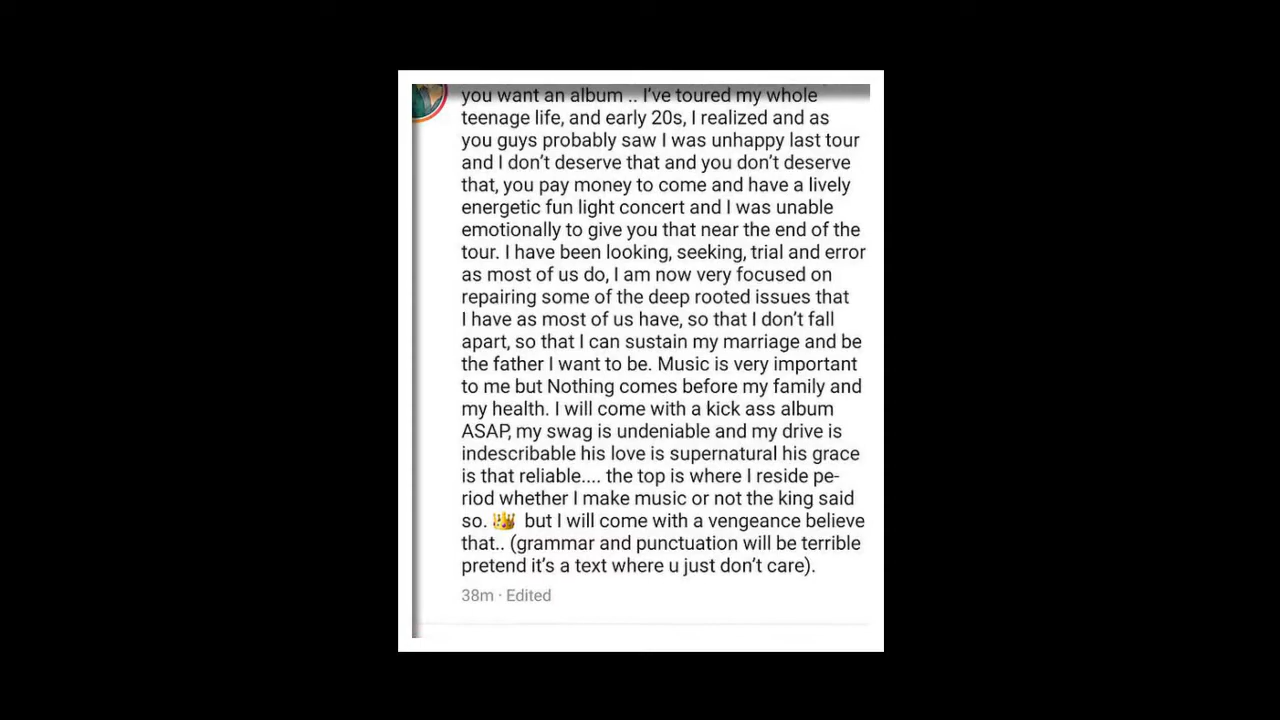 you want an album .. I've toured my whole
teenage life, and early 20s, I realized and as
you guys probably saw I was unhappy last tour
and I don't deserve that and you don't deserve
that, you pay money to come and have a lively
energetic fun light concert and I was unable
emotionally to give you that near the end of the
tour. I have been looking, seeking, trial and error
as most of us do, I am now very focused on
repairing some of the deep rooted issues that
I have as most of us have, so that I don't fall
apart, so that I can sustain my marriage and be
the father I want to be. Music is very important
to me but Nothing comes before my family and
my health. I will come with a kick ass album
ASAP, my swag is undeniable and my drive is
indescribable his love is supernatural his grace
is that reliable.... the top is where I reside pe-
riod whether I make music or not the king said
so. 👑 but I will come with a vengeance believe
that.. (grammar and punctuation will be terrible
pretend it's a text where u just don't care).
38m · Edited